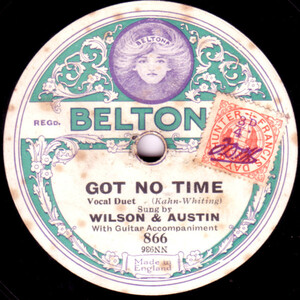 BELTONA
REGD.
BELTON
GOT NO TIME
Vocal Duet - (Kahn-Whiting)
Sung by
WILSON & AUSTIN
With Guitar Accompaniment
866
Made in
England